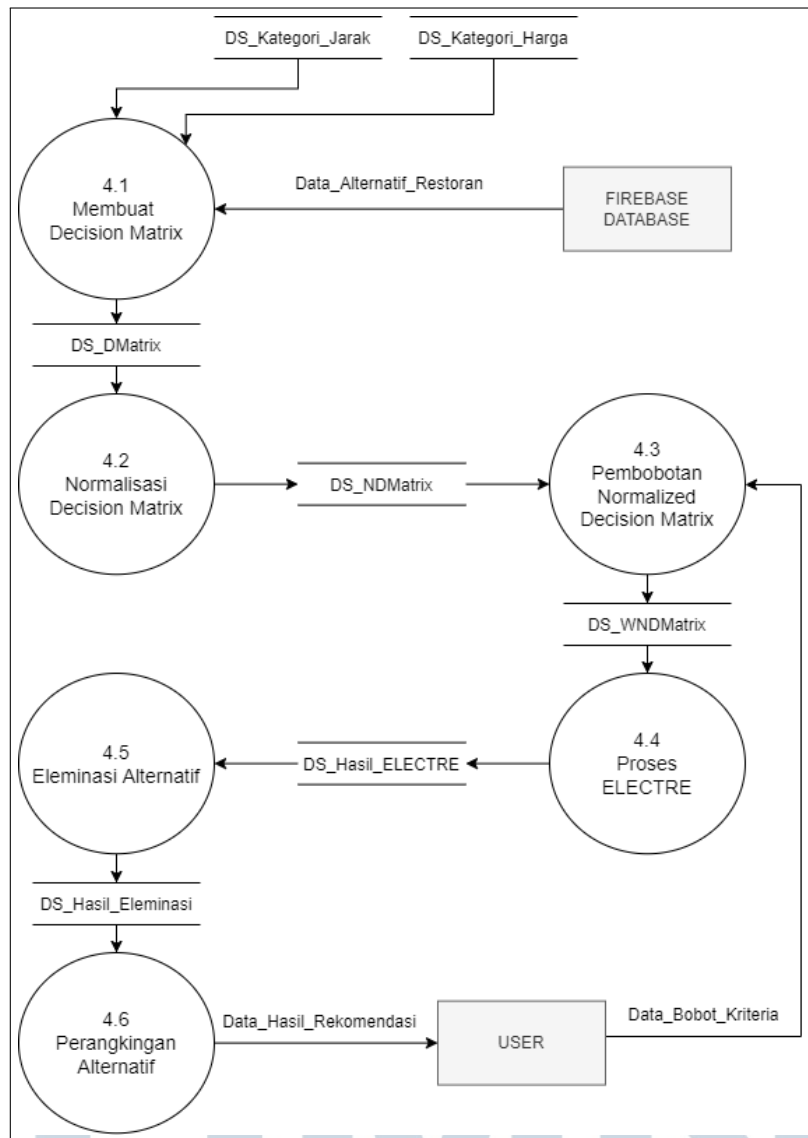 DS_Kategori_Jarak
DS_Kategori_Harga
4.1
Membuat
Decision Matrix
Data_Alternatif_Restoran
FIREBASE
DATABASE
DS_DMatrix
4.2
Normalisasi
Decision Matrix
DS_NDMatrix
4.3
Pembobotan
Normalized
Decision Matrix
DS_WNDMatrix
4.5
Eleminasi Alternatif
DS_Hasil_ELECTRE
4.4
Proses
ELECTRE
DS_Hasil_Eleminasi
4.6
Perangkingan
Alternatif
Data_Hasil_Rekomendasi
USER
Data_Bobot_Kriteria